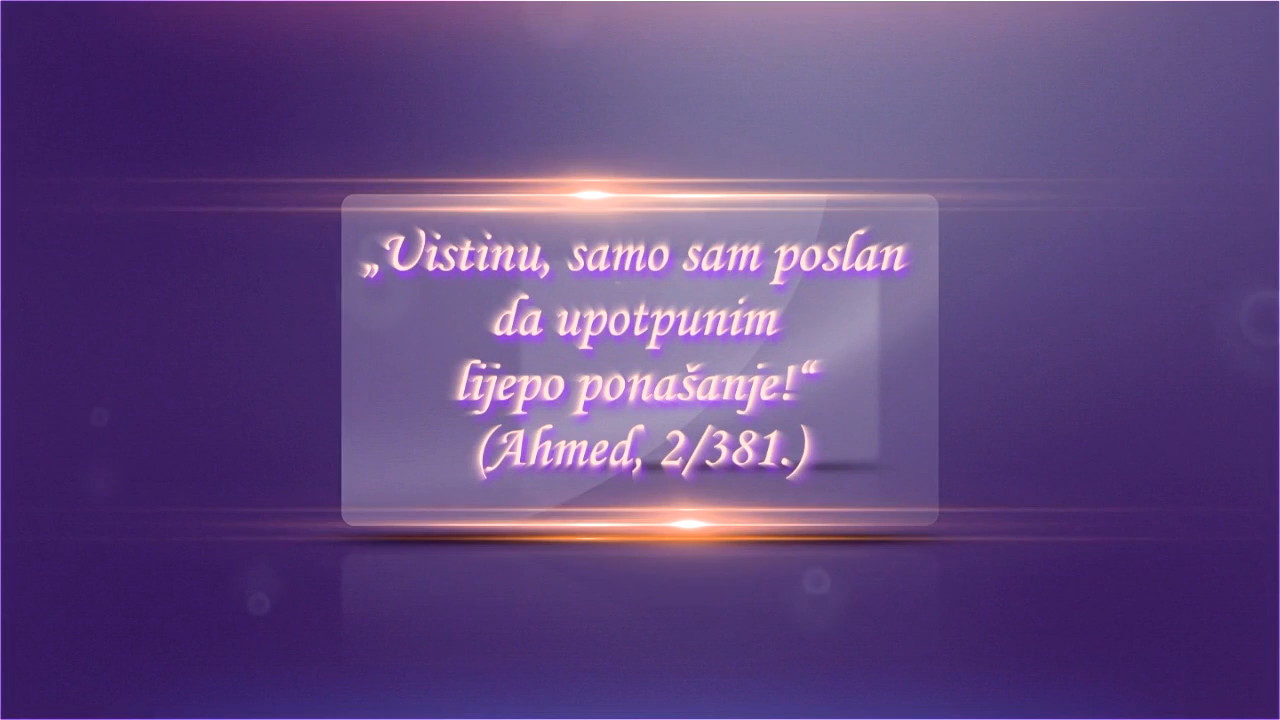 „Uistinu, samo sam poslan
da upotpunim
lijepo ponašanje!“
(Ahmed, 2/381.)